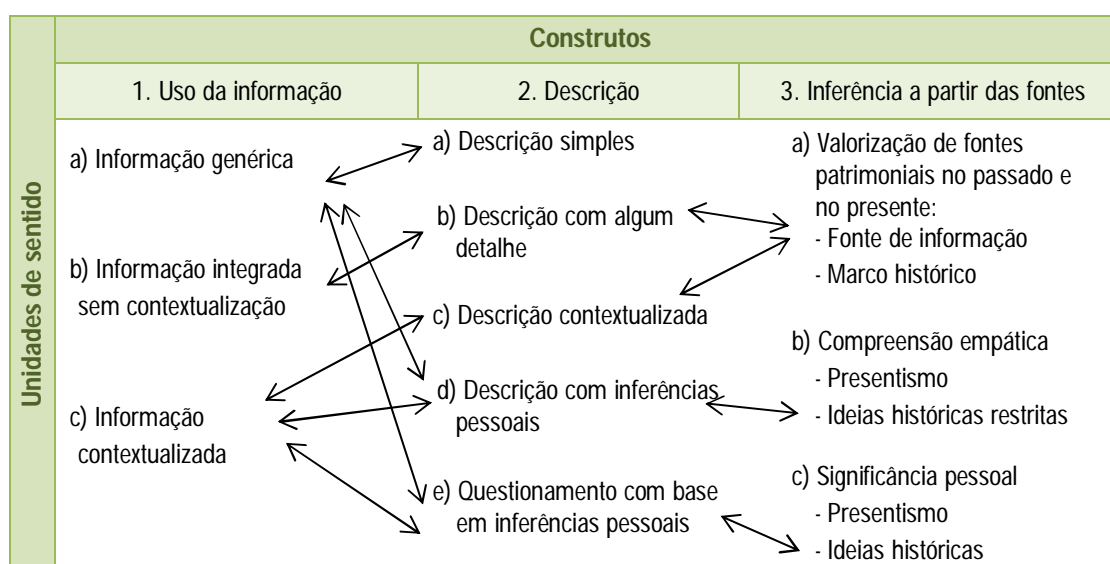 Construtos
1. Uso da informação
2. Descrição
3. Inferência a partir das fontes
Unidades de sentido
a) Informação genérica
b) Informação integrada
sem contextualização
c) Informação
contextualizada
a) Descrição simples
b) Descrição com algum
detalhe
c) Descrição contextualizada
d) Descrição com inferências
pessoais
e) Questionamento com base
em inferências pessoais
a) Valorização de fontes
patrimoniais no passado e
no presente:
- Fonte de informação
- Marco histórico
b) Compreensão empática
- Presentismo
- Ideias históricas restritas
c) Significância pessoal
- Presentismo
- Ideias históricas